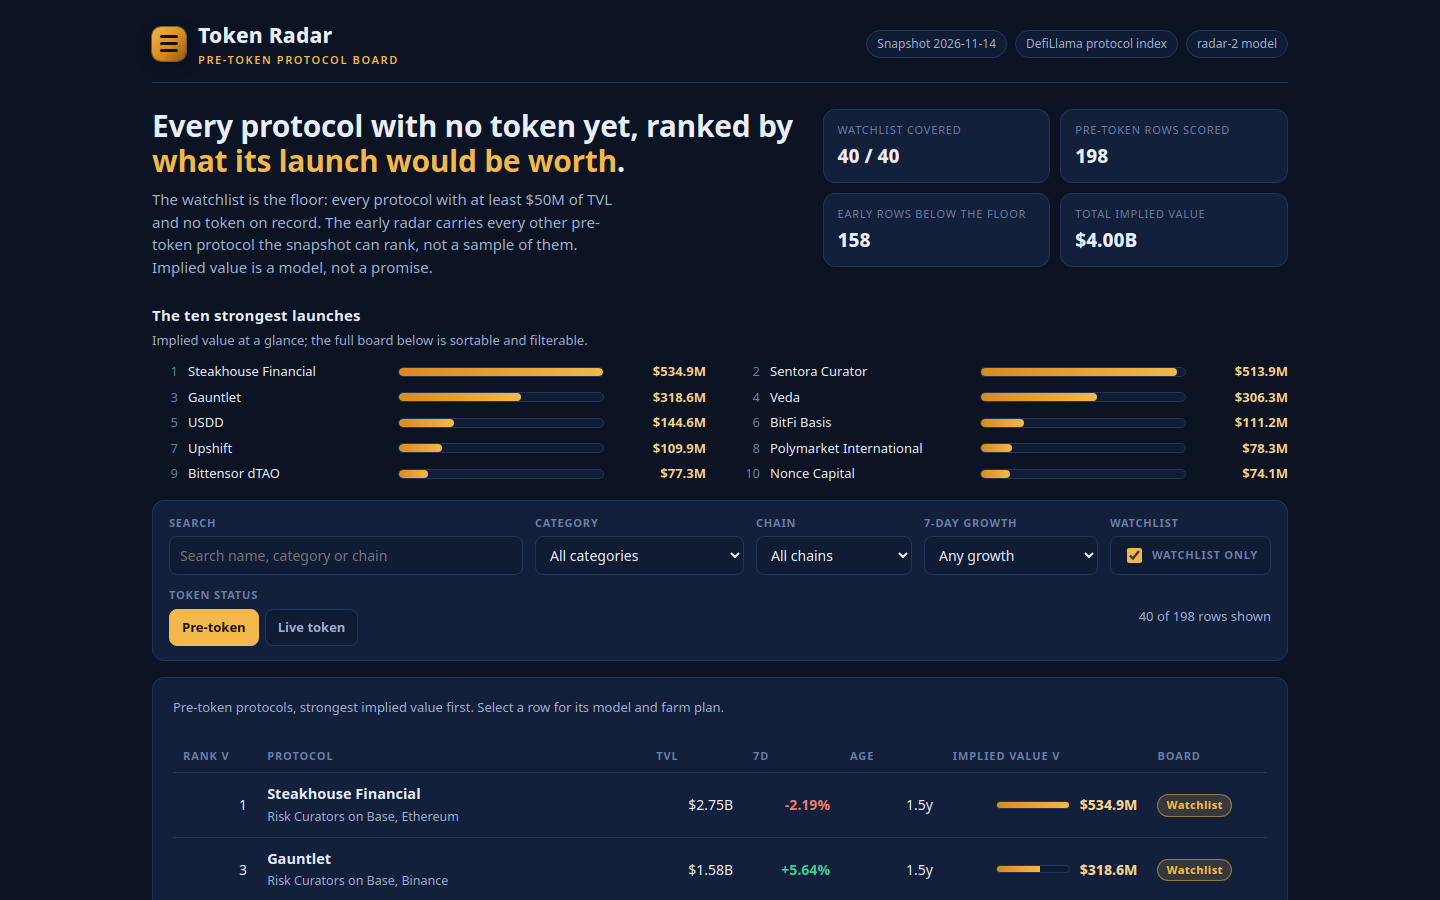 Token Radar
PRE-TOKEN PROTOCOL BOARD
Snapshot 2026-11-14
DefiLlama protocol index
radar-2 model
Every protocol with no token yet, ranked by
what its launch would be worth.
The watchlist is the floor: every protocol with at least $50M of TVL
and no token on record. The early radar carries every other pre-
token protocol the snapshot can rank, not a sample of them.
Implied value is a model, not a promise.
WATCHLIST COVERED
40 / 40
PRE-TOKEN ROWS SCORED
198
EARLY ROWS BELOW THE FLOOR
158
TOTAL IMPLIED VALUE
$4.00B
The ten strongest launches
Implied value at a glance; the full board below is sortable and filterable.
1 Steakhouse Financial $534.9M
2 Sentora Curator $513.9M
3 Gauntlet $318.6M
4 Veda $306.3M
5 USDD $144.6M
6 BitFi Basis $111.2M
7 Upshift $109.9M
8 Polymarket International $78.3M
9 Bittensor dTAO $77.3M
10 Nonce Capital $74.1M
SEARCH
Search name, category or chain
CATEGORY
All categories
CHAIN
All chains
7-DAY GROWTH
Any growth
WATCHLIST
WATCHLIST ONLY
TOKEN STATUS
Pre-token
Live token
40 of 198 rows shown
Pre-token protocols, strongest implied value first. Select a row for its model and farm plan.
RANK V PROTOCOL TVL 7D AGE IMPLIED VALUE V BOARD
1 Steakhouse Financial $2.75B -2.19% 1.5y $534.9M Watchlist
Risk Curators on Base, Ethereum
3 Gauntlet $1.58B +5.64% 1.5y $318.6M Watchlist
Risk Curators on Base, Binance